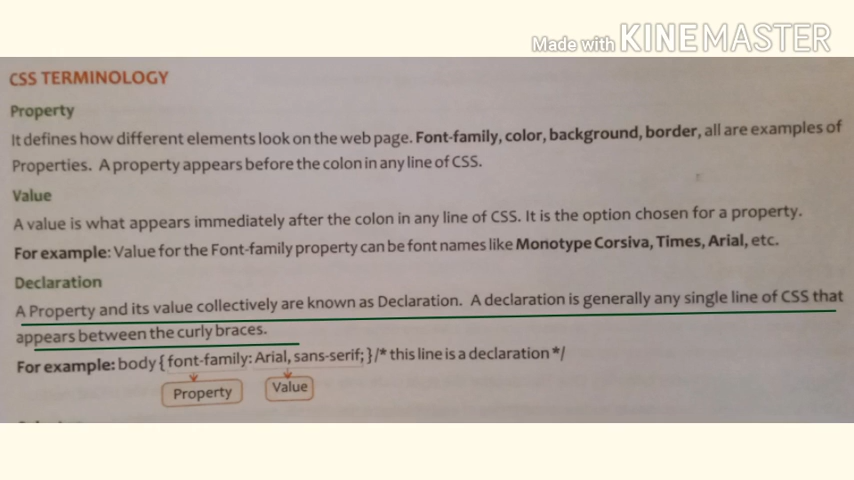 Made with KINEMASTER
CSS TERMINOLOGY
Property
It defines how different elements look on the web page. Font-family, color, background, border, all are examples of
Properties. A property appears before the colon in any line of CSS.
Value
A value is what appears immediately after the colon in any line of CSS. It is the option chosen for a property.
For example: Value for the Font-family property can be font names like Monotype Corsiva, Times, Arial, etc.
Declaration
A Property and its value collectively are known as Declaration. A declaration is generally any single line of CSS that
appears between the curly braces.
For example: body { font-family: Arial, sans-serif; } /* this line is a declaration */
Property Value